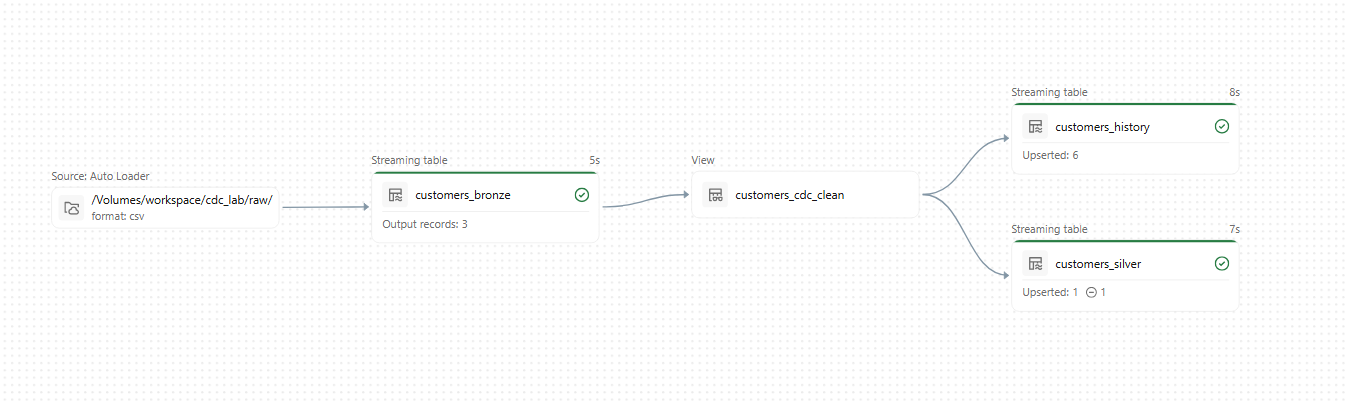 Source: Auto Loader
/Volumes/workspace/cdc_lab/raw/
format: csv
Streaming table 5s
customers_bronze
Output records: 3
View
customers_cdc_clean
Streaming table 8s
customers_history
Upserted: 6
Streaming table 7s
customers_silver
Upserted: 1 1